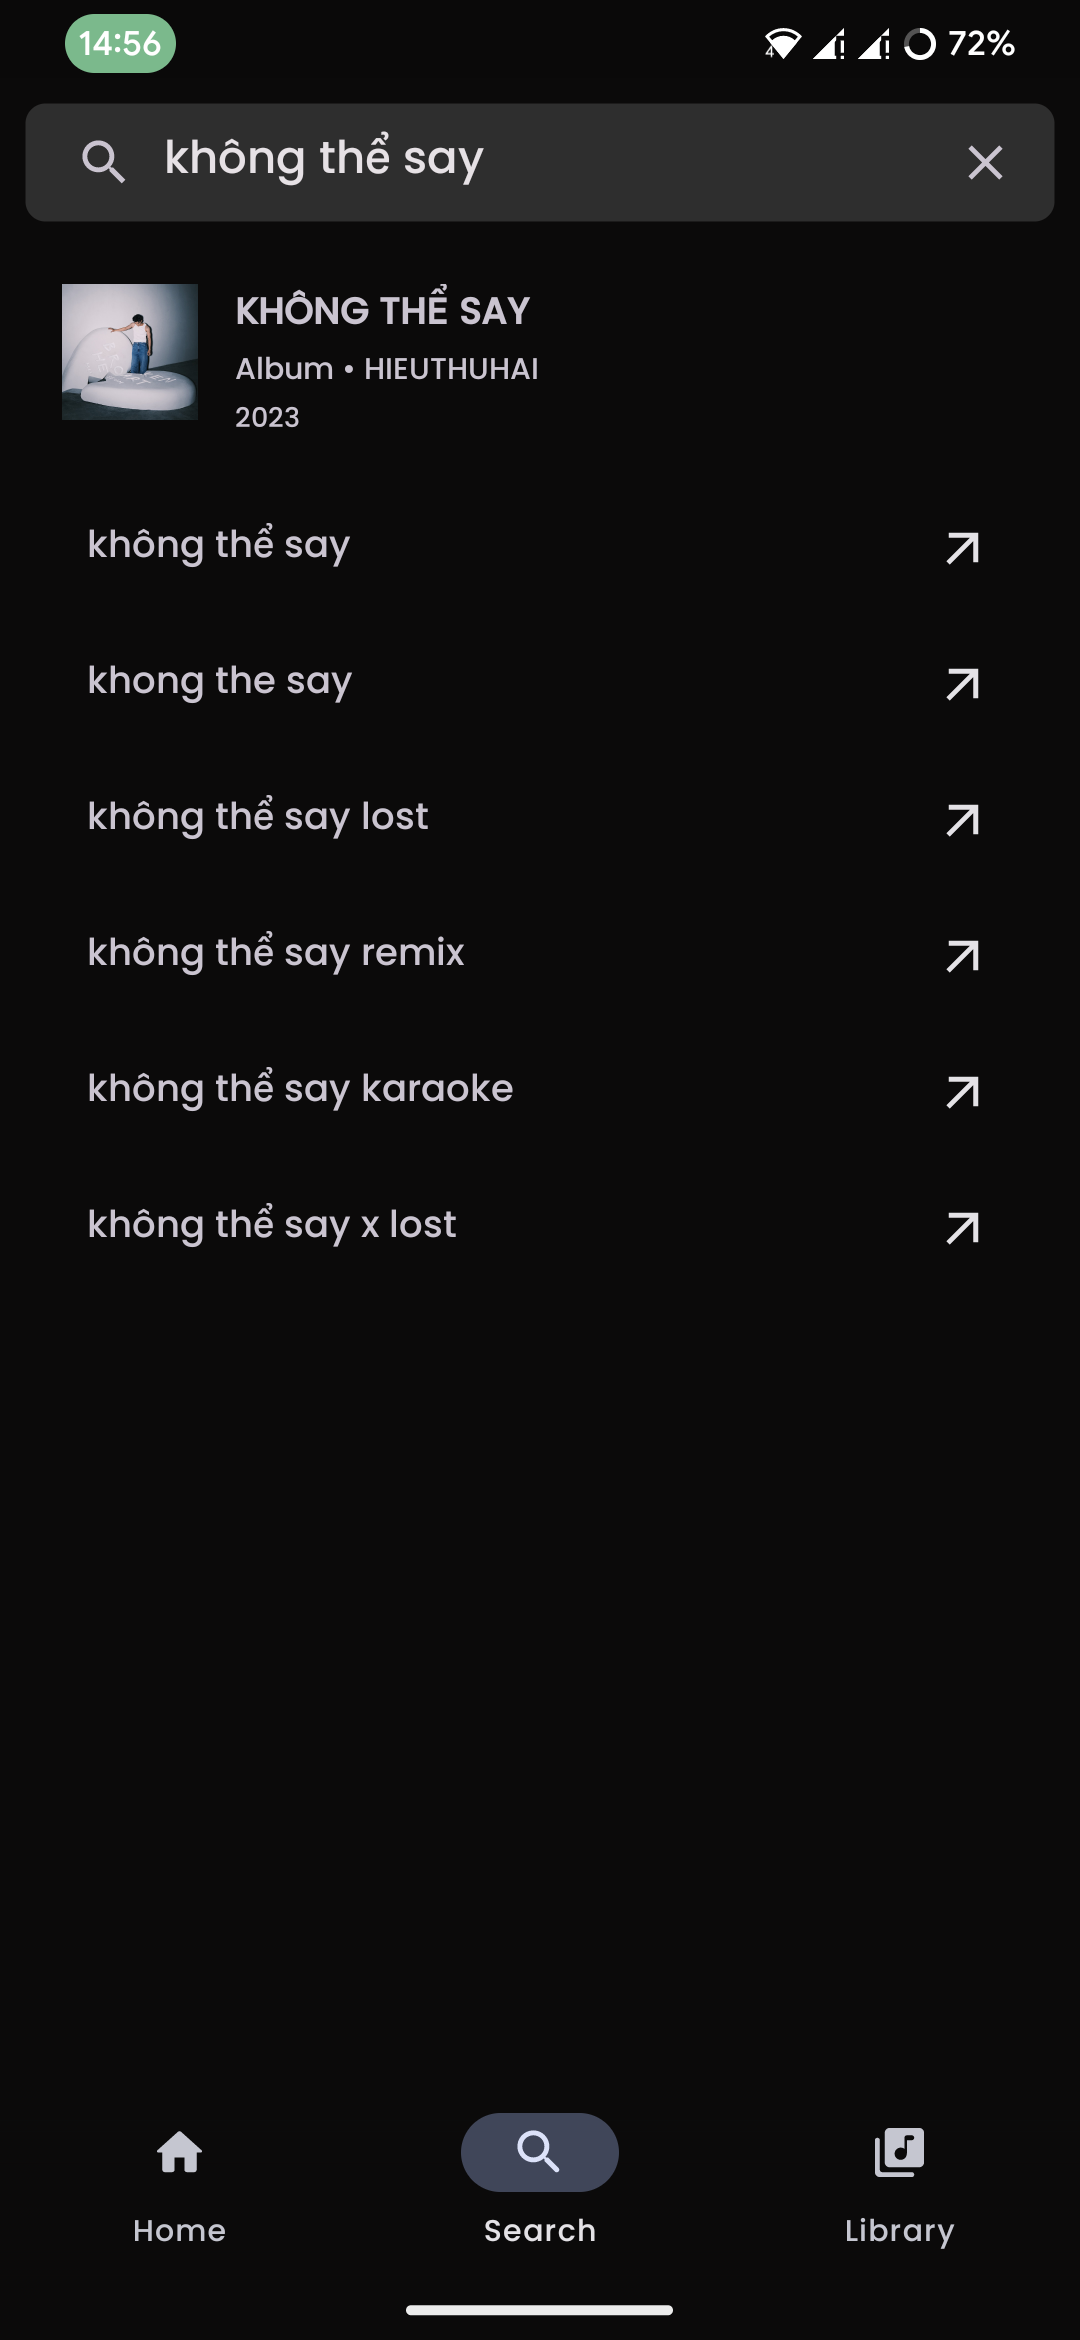 14:56
4
72%
không thể say
KHÔNG THỂ SAY
Album • HIEUTHUHAI
2023
không thể say
khong the say
không thể say lost
không thể say remix
không thể say karaoke
không thể say x lost
Home
Search
Library